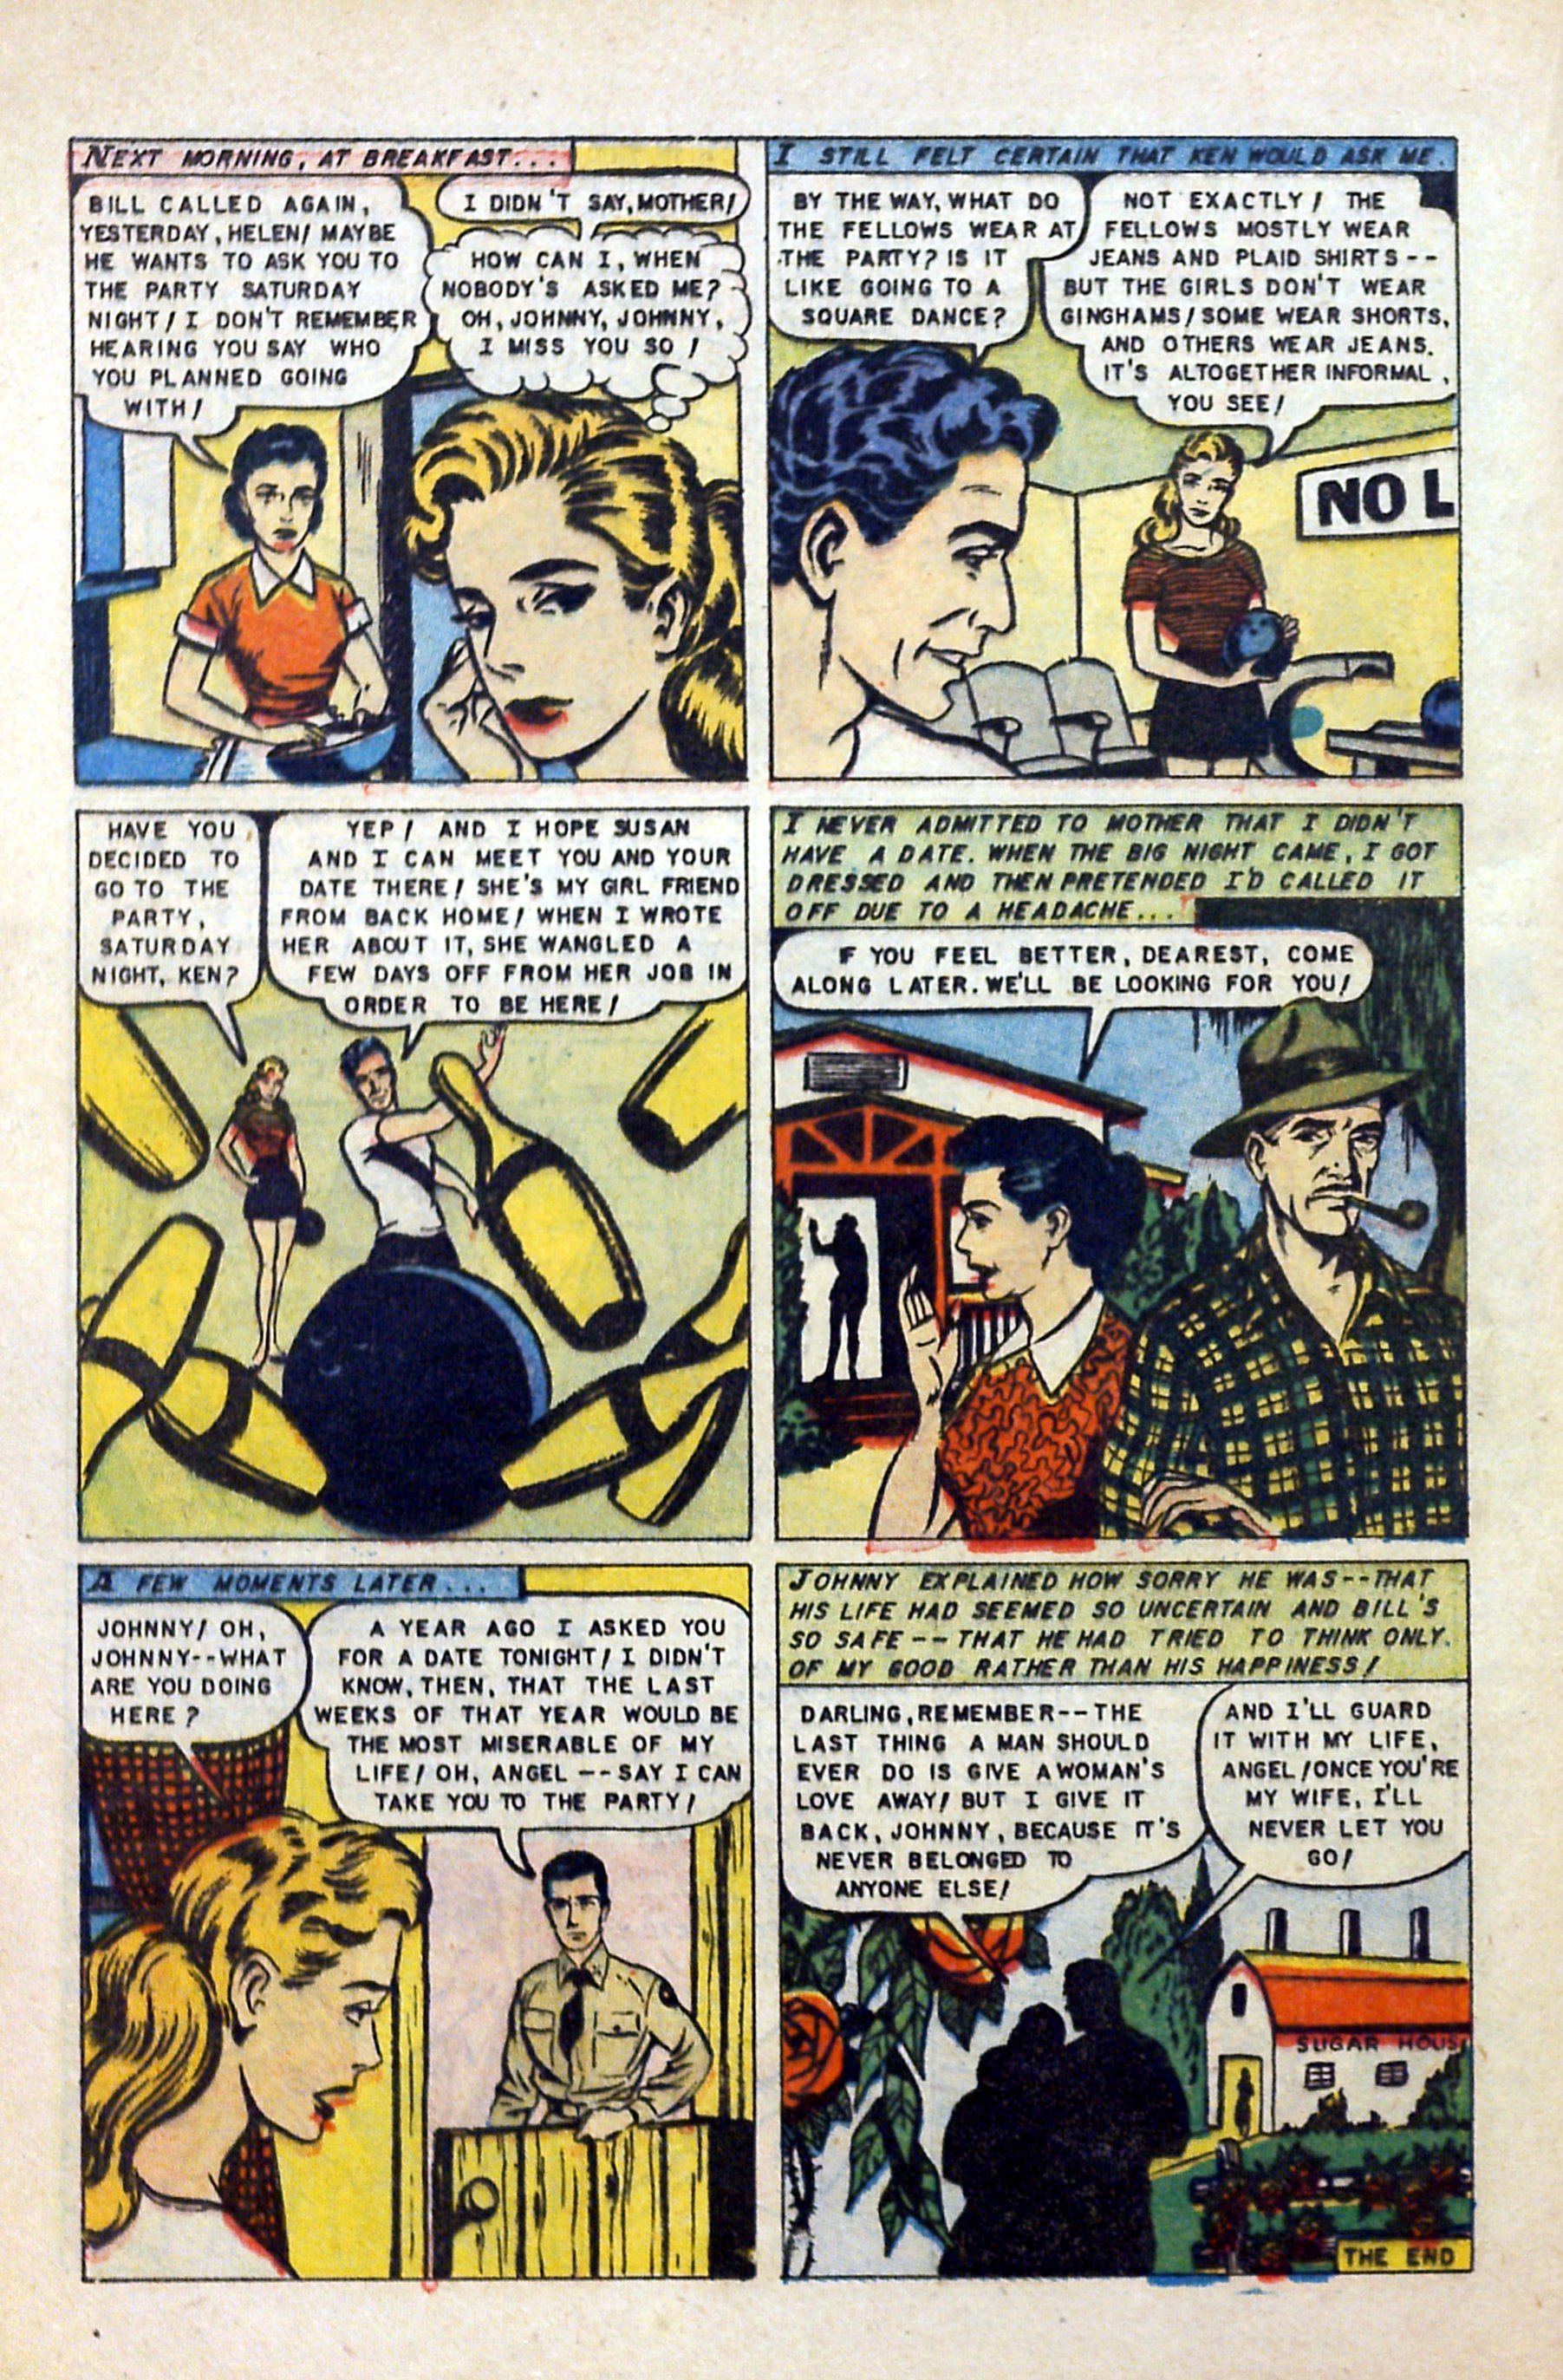 NEXT MORNING, AT BREAKFAST...
BILL CALLED AGAIN,
YESTERDAY, HELEN! MAYBE
HE WANTS TO ASK YOU TO
THE PARTY SATURDAY
NIGHT! I DON'T REMEMBER
HEARING YOU SAY WHO
YOU PLANNED GOING
WITH!
I DIDN'T SAY, MOTHER!
HOW CAN I, WHEN
NOBODY'S ASKED ME?
OH, JOHNNY, JOHNNY,
I MISS YOU SO!
I STILL FELT CERTAIN THAT KEN WOULD ASK ME.
BY THE WAY, WHAT DO
THE FELLOWS WEAR AT
THE PARTY? IS IT
LIKE GOING TO A
SQUARE DANCE?
NOT EXACTLY! THE
FELLOWS MOSTLY WEAR
JEANS AND PLAID SHIRTS--
BUT THE GIRLS DON'T WEAR
GINGHAMS! SOME WEAR SHORTS,
AND OTHERS WEAR JEANS.
IT'S ALTOGETHER INFORMAL,
YOU SEE!
NO L
HAVE YOU
DECIDED TO
GO TO THE
PARTY,
SATURDAY
NIGHT, KEN?
YEP! AND I HOPE SUSAN
AND I CAN MEET YOU AND YOUR
DATE THERE! SHE'S MY GIRL FRIEND
FROM BACK HOME! WHEN I WROTE
HER ABOUT IT, SHE WANGLED A
FEW DAYS OFF FROM HER JOB IN
ORDER TO BE HERE!
I NEVER ADMITTED TO MOTHER THAT I DIDN'T
HAVE A DATE. WHEN THE BIG NIGHT CAME, I GOT
DRESSED AND THEN PRETENDED I'D CALLED IT
OFF DUE TO A HEADACHE...
IF YOU FEEL BETTER, DEAREST, COME
ALONG LATER. WE'LL BE LOOKING FOR YOU!
A FEW MOMENTS LATER...
JOHNNY! OH,
JOHNNY--WHAT
ARE YOU DOING
HERE?
A YEAR AGO I ASKED YOU
FOR A DATE TONIGHT! I DIDN'T
KNOW, THEN, THAT THE LAST
WEEKS OF THAT YEAR WOULD BE
THE MOST MISERABLE OF MY
LIFE! OH, ANGEL--SAY I CAN
TAKE YOU TO THE PARTY!
JOHNNY EXPLAINED HOW SORRY HE WAS--THAT
HIS LIFE HAD SEEMED SO UNCERTAIN AND BILL'S
SO SAFE--THAT HE HAD TRIED TO THINK ONLY
OF MY GOOD RATHER THAN HIS HAPPINESS!
DARLING, REMEMBER--THE
LAST THING A MAN SHOULD
EVER DO IS GIVE A WOMAN'S
LOVE AWAY! BUT I GIVE IT
BACK, JOHNNY, BECAUSE IT'S
NEVER BELONGED TO
ANYONE ELSE!
AND I'LL GUARD
IT WITH MY LIFE,
ANGEL! ONCE YOU'RE
MY WIFE, I'LL
NEVER LET YOU
GO!
SUGAR HOUS
THE END